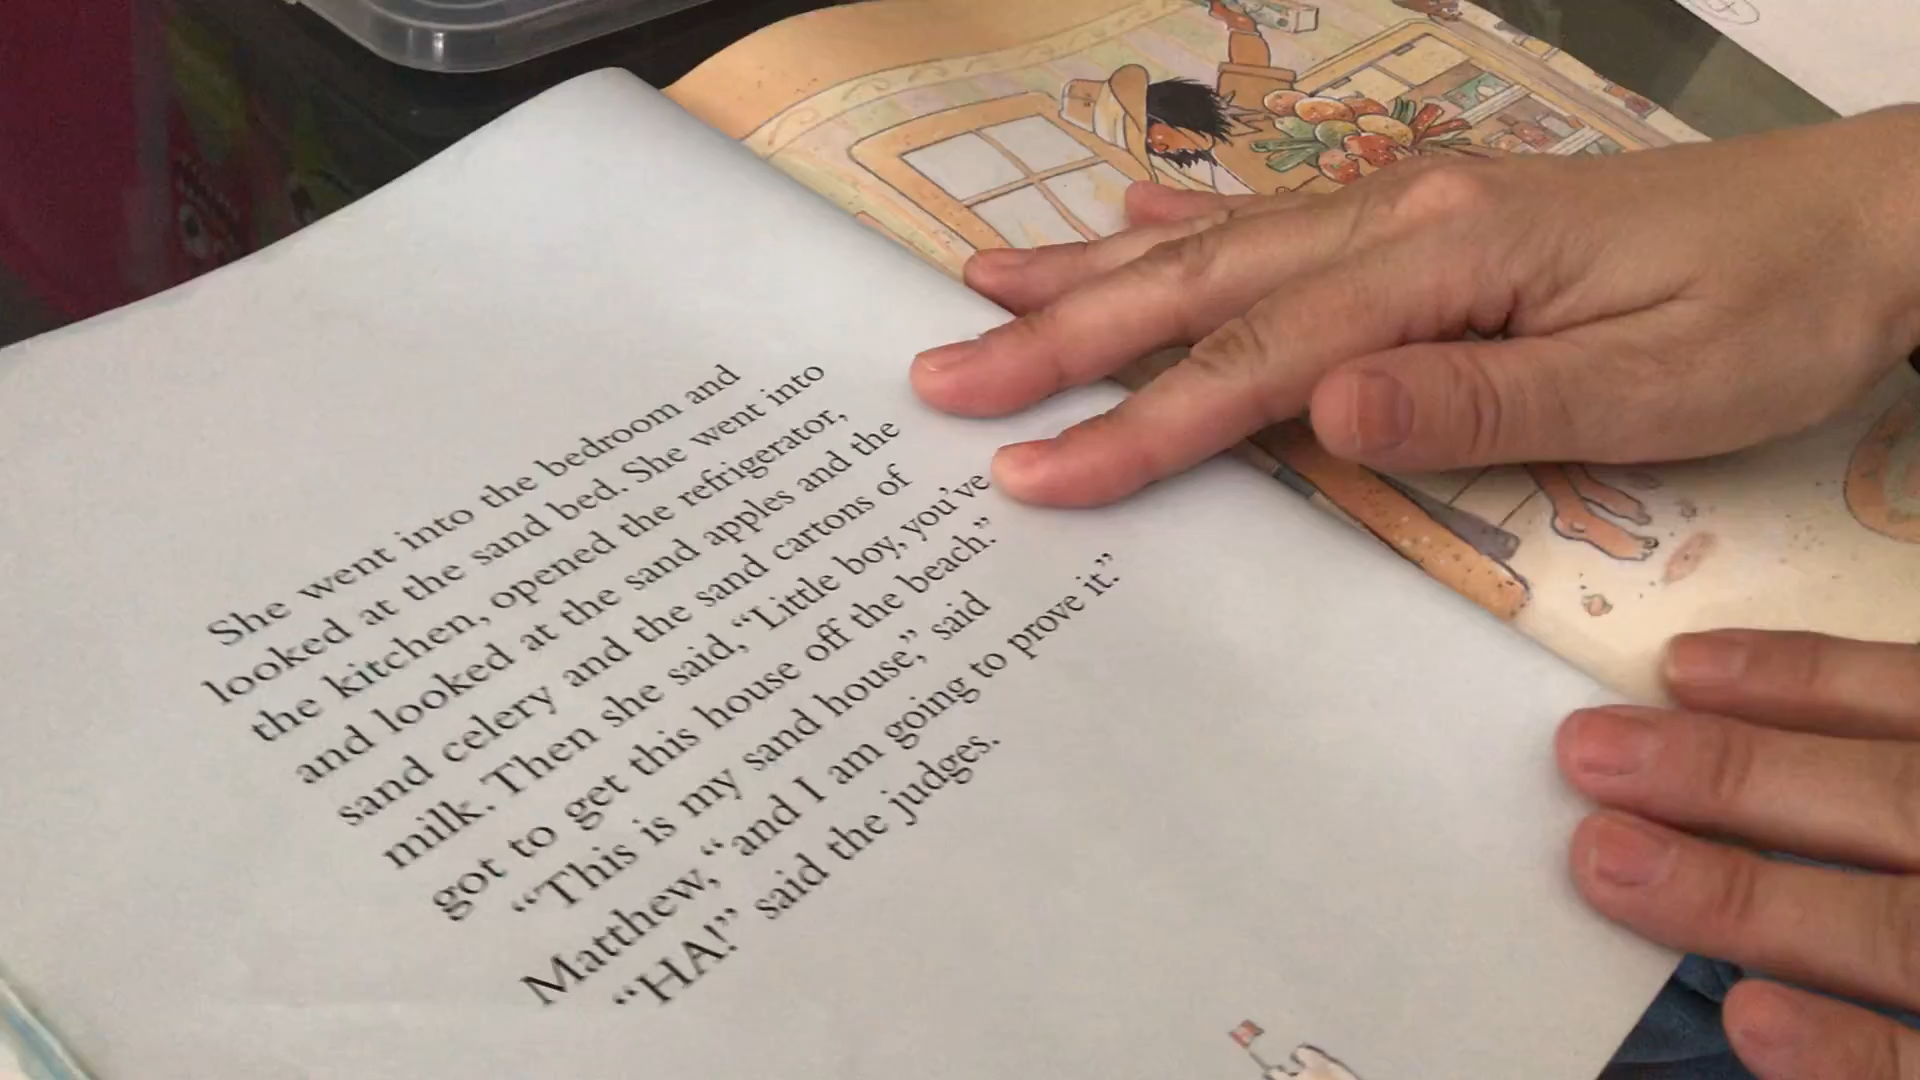 She went into the bedroom and
looked at the sand bed. She went into
the kitchen, opened the refrigerator,
and looked at the sand apples and the
sand celery and the sand cartons of
milk. Then she said, “Little boy, you’ve
got to get this house off the beach.”
“This is my sand house,” said
Matthew, “and I am going to prove it.”
“HA!” said the judges.